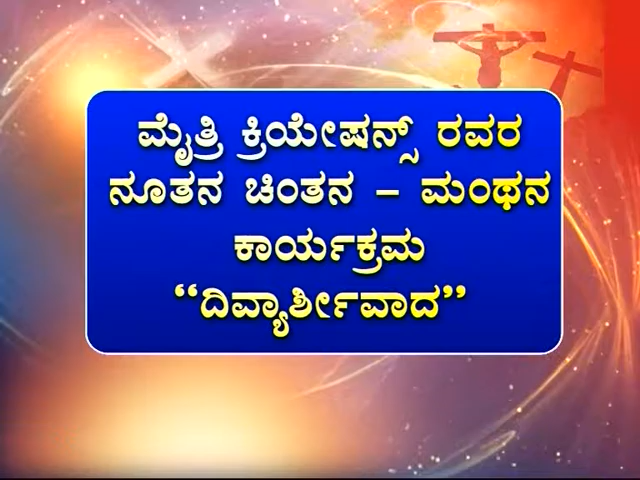 ಮೈತ್ರಿ ಕ್ರಿಯೇಷನ್ಸ್ ರವರ
ನೂತನ ಚಿಂತನ – ಮಂಥನ
ಕಾರ್ಯಕ್ರಮ
“ದಿವ್ಯಾರ್ಶೀವಾದ”